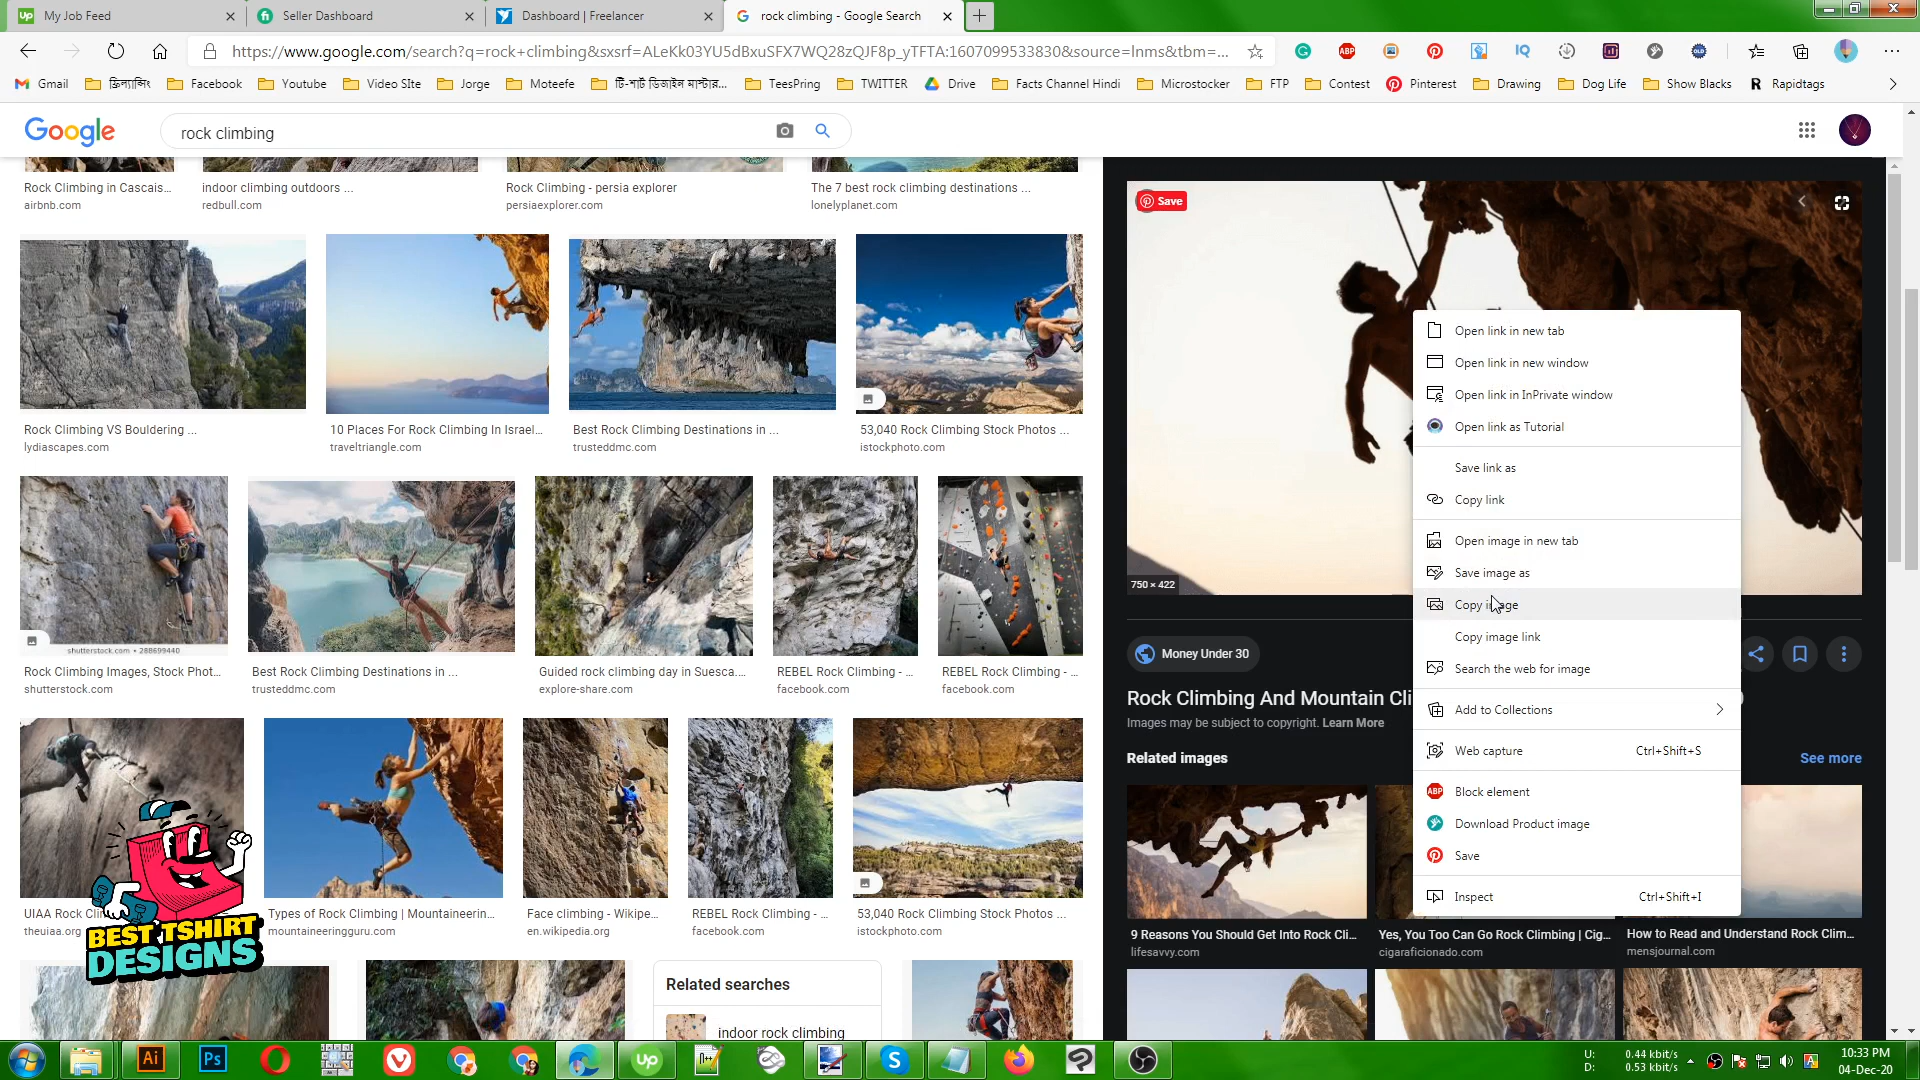 My Job Feed
Seller Dashboard
Dashboard | Freelancer
rock climbing - Google Search
https://www.google.com/search?q=rock+climbing&sxsrf=ALeKk03YU5dBxuSFX7WQ28zQJF8p_yTFTA:1607099533830&source=lnms&tbm=...
Gmail
ফ্রিল্যান্সিং
Facebook
Youtube
Video SIte
Jorge
Moteefe
টি-শার্ট ডিজাইন মাস্টার...
TeesPring
TWITTER
Drive
Facts Channel Hindi
Microstocker
FTP
Contest
Pinterest
Drawing
Dog Life
Show Blacks
Rapidtags
Google
rock climbing
Rock Climbing in Cascais...
airbnb.com
indoor climbing outdoors ...
redbull.com
Rock Climbing - persia explorer
persiaexplorer.com
The 7 best rock climbing destinations ...
lonelyplanet.com
Rock Climbing VS Bouldering ...
lydiascapes.com
10 Places For Rock Climbing In Israel...
traveltriangle.com
Best Rock Climbing Destinations in ...
trusteddmc.com
53,040 Rock Climbing Stock Photos ...
istockphoto.com
shutterstock.com • 288699440
Rock Climbing Images, Stock Phot...
shutterstock.com
Best Rock Climbing Destinations in ...
trusteddmc.com
Guided rock climbing day in Suesca....
explore-share.com
REBEL Rock Climbing - ...
facebook.com
REBEL Rock Climbing - ...
facebook.com
UIAA Rock Cli
theuiaa.org
Types of Rock Climbing | Mountaineerin...
mountaineeringguru.com
Face climbing - Wikipe...
en.wikipedia.org
REBEL Rock Climbing - ...
facebook.com
53,040 Rock Climbing Stock Photos ...
istockphoto.com
BEST TSHIRT
DESIGNS
Related searches
indoor rock climbing
Save
750 × 422
Money Under 30
Rock Climbing And Mountain Cli
Images may be subject to copyright. Learn More
Related images
See more
9 Reasons You Should Get Into Rock Cli...
lifesavvy.com
Yes, You Too Can Go Rock Climbing | Cig...
cigaraficionado.com
How to Read and Understand Rock Clim...
mensjournal.com
Open link in new tab
Open link in new window
Open link in InPrivate window
Open link as Tutorial
Save link as
Copy link
Open image in new tab
Save image as
Copy image
Copy image link
Search the web for image
Add to Collections
Web capture Ctrl+Shift+S
Block element
Download Product image
Save
Inspect Ctrl+Shift+I
U: 0.44 kbit/s
D: 0.53 kbit/s
10:33 PM
04-Dec-20